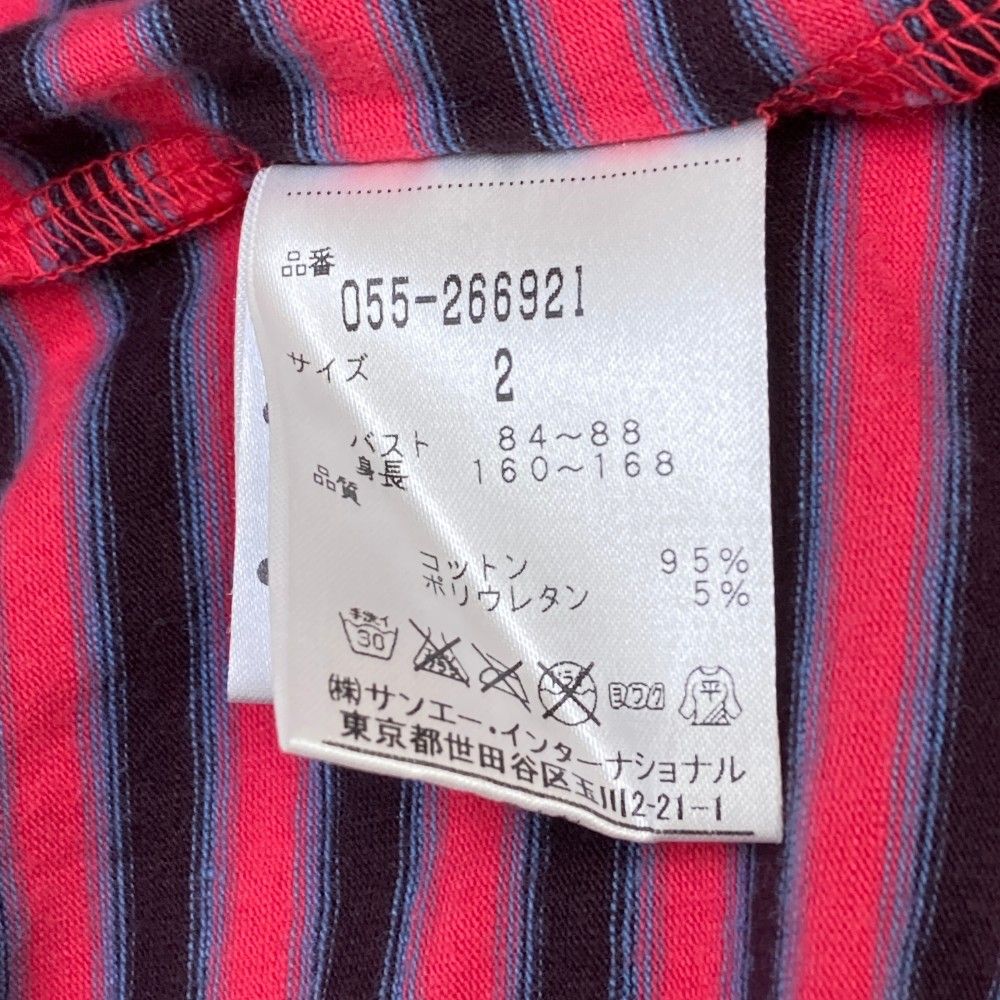 品番
055-266921
サイズ 2
バスト 84~88
身長 160~168
品質
コットン 95%
ポリウレタン 5%
手洗イ
30
ヨワク
平
(株)サンエー・インターナショナル
東京都世田谷区玉川2-21-1